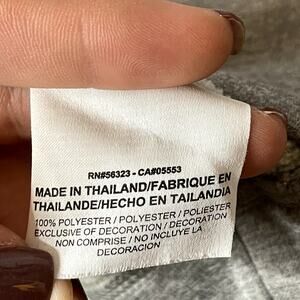 RN#56323 - CA#05553
MADE IN THAILAND/FABRIQUE EN
THAILANDE/HECHO EN TAILANDIA
100% POLYESTER / POLYESTER / POLIESTER
EXCLUSIVE OF DECORATION / DECORATION
NON COMPRISE / NO INCLUYE LA
DECORACION